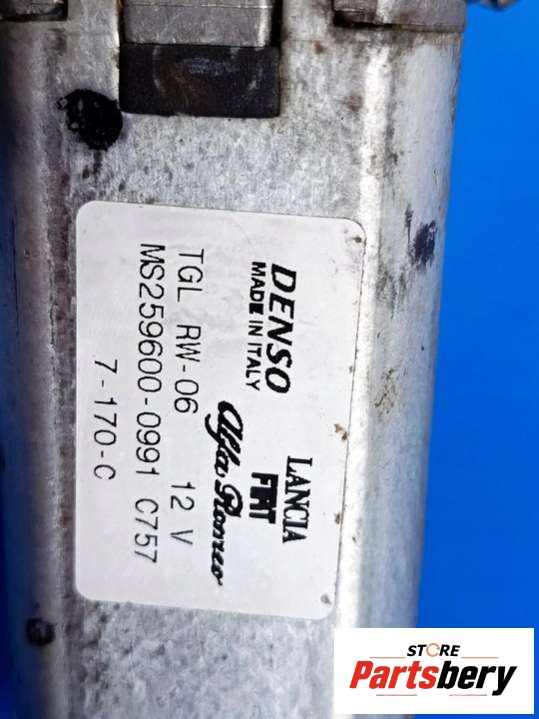 DENSO
MADE IN ITALY
LANCIA
FIAT
Alfa Romeo
TGL RW-06 12 V
MS259600-0991 C757
7-170-C
STORE
Partsbery